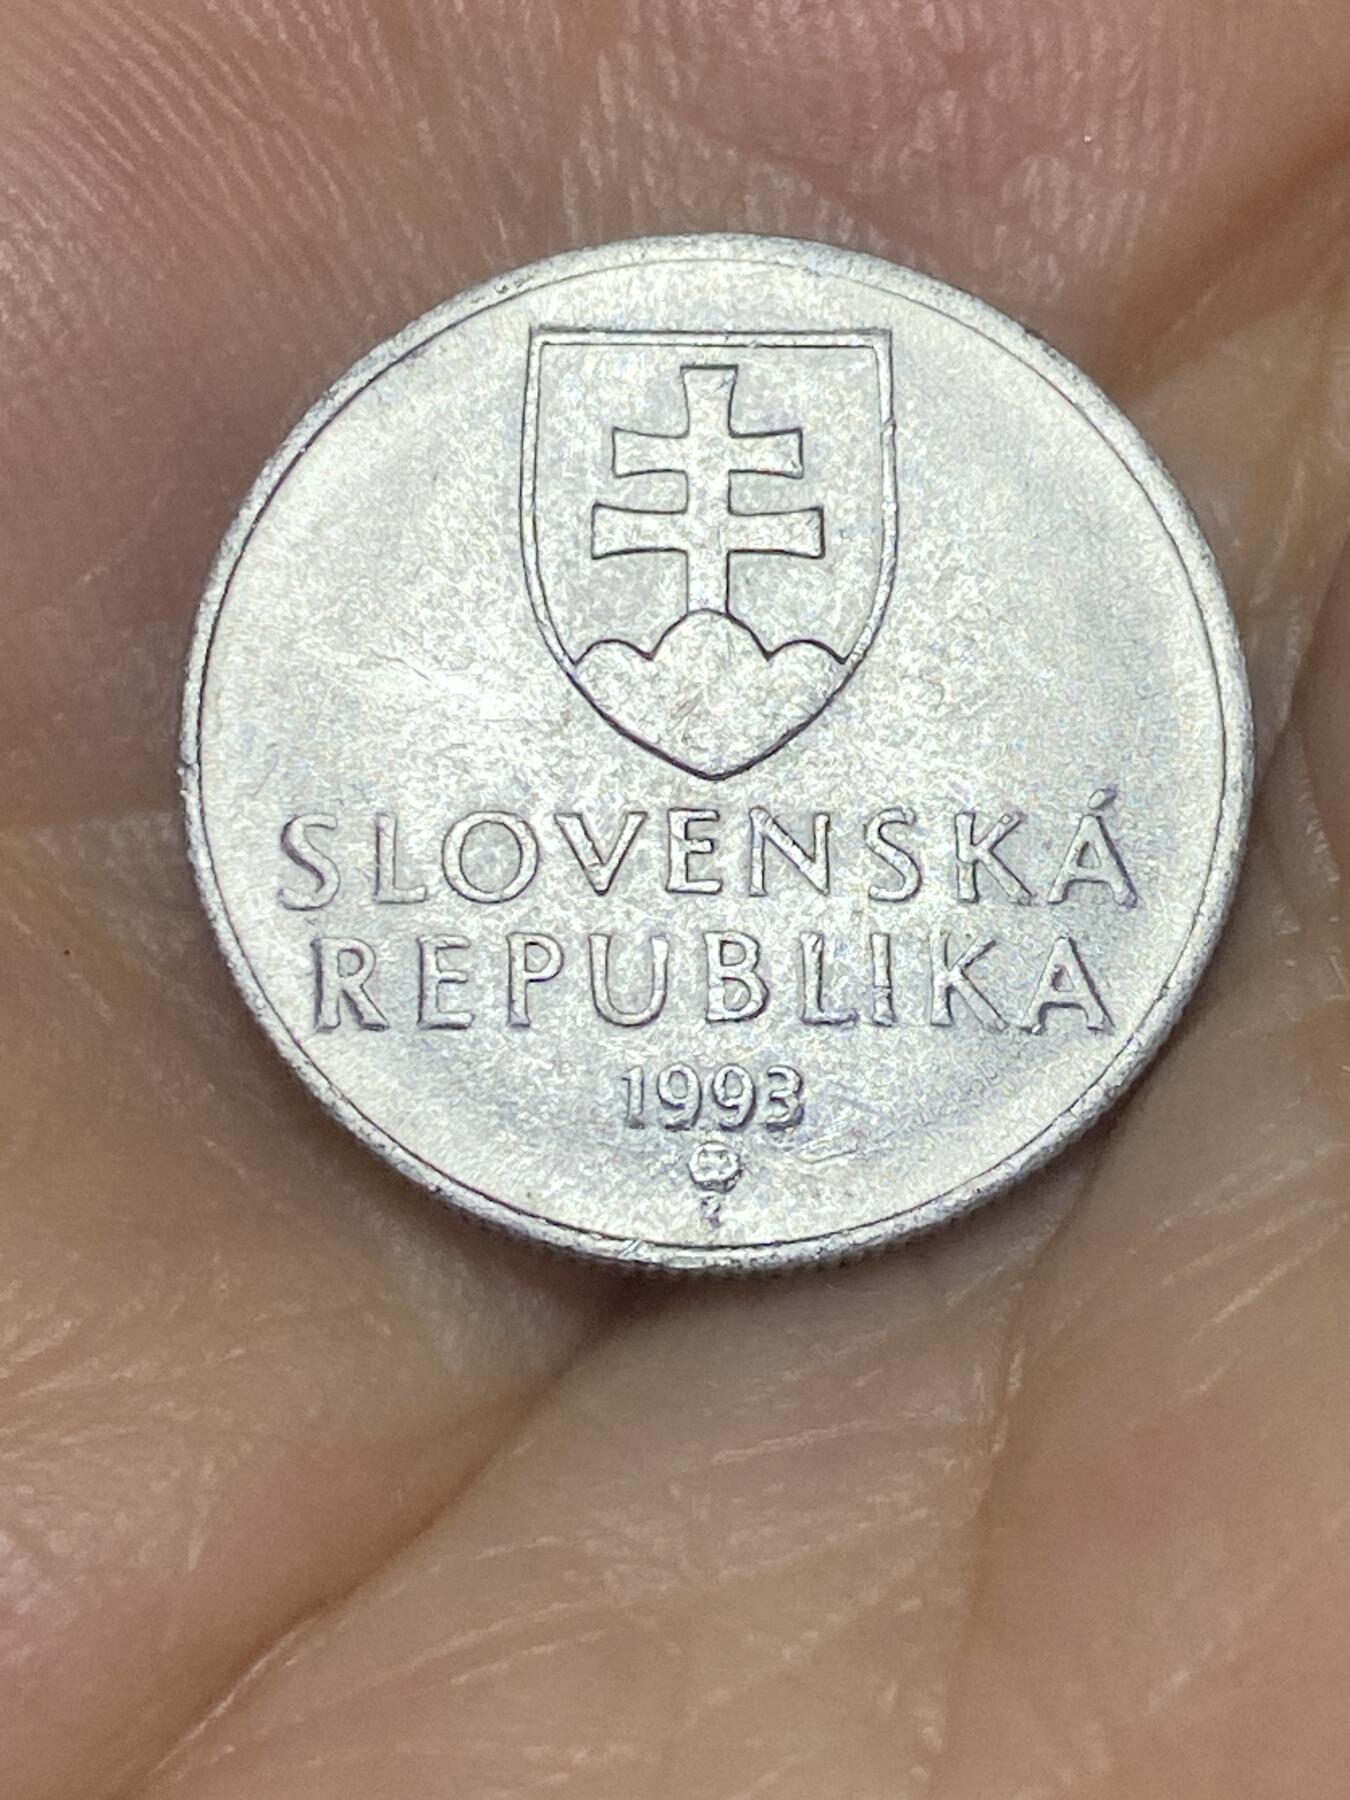 SLOVENSKÁ
REPUBLIKA
1993
Z